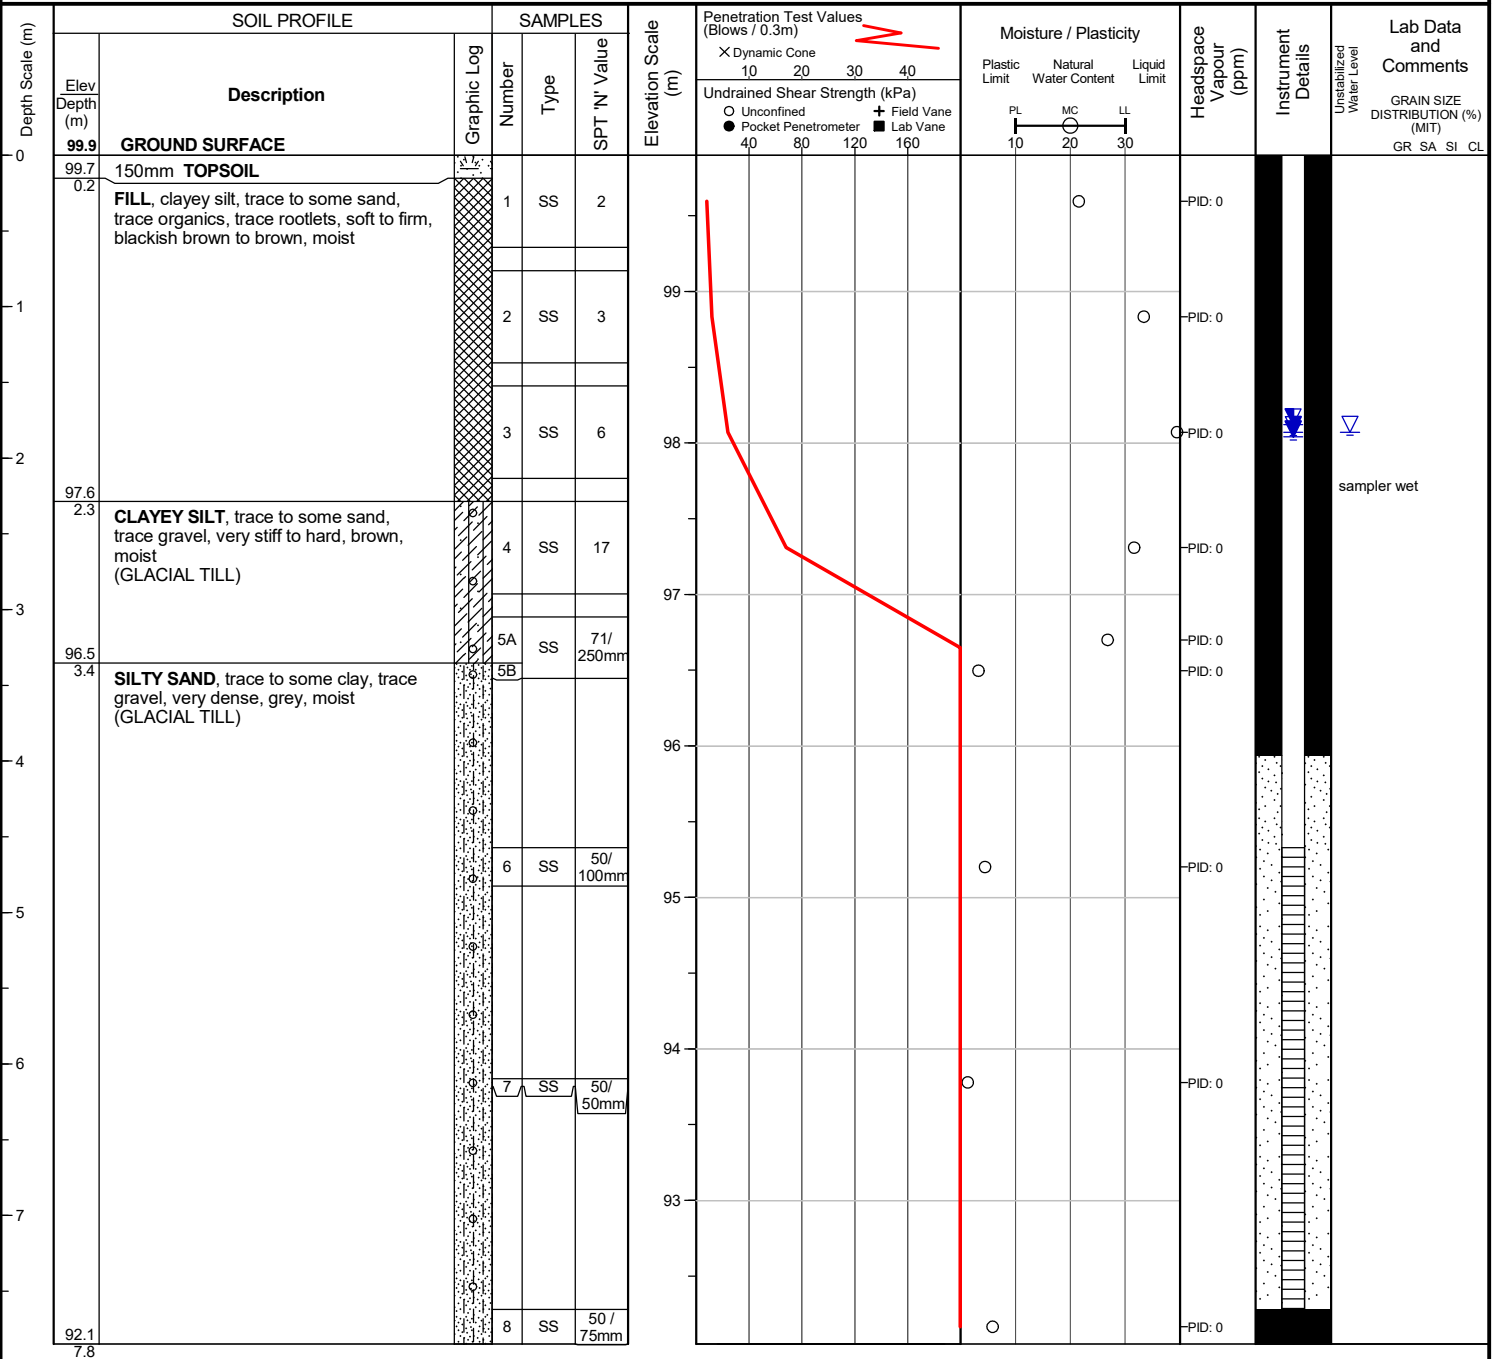 Depth Scale (m)
SOIL PROFILE
Elev
Depth
(m)
Description
Graphic Log
SAMPLES
Number
Type
SPT 'N' Value
Elevation Scale
(m)
Penetration Test Values
(Blows / 0.3m)
× Dynamic Cone
10 20 30 40
Undrained Shear Strength (kPa)
Unconfined + Field Vane
Pocket Penetrometer Lab Vane
40 80 120 160
Moisture / Plasticity
Plastic Natural Liquid
Limit Water Content Limit
PL MC LL
10 20 30
Headspace
Vapour
(ppm)
Instrument
Details
Unstabilized
Water Level
Lab Data
and
Comments
GRAIN SIZE
DISTRIBUTION (%)
(MIT)
GR SA SI CL
99.9 GROUND SURFACE
0
99.7 150mm TOPSOIL
0.2
FILL, clayey silt, trace to some sand,
trace organics, trace rootlets, soft to firm,
blackish brown to brown, moist
1 SS 2
PID: 0
99
1
2 SS 3
PID: 0
3 SS 6
PID: 0
98
2
sampler wet
97.6
2.3
CLAYEY SILT, trace to some sand,
trace gravel, very stiff to hard, brown,
moist
(GLACIAL TILL)
4 SS 17
PID: 0
97
3
5A SS 71/
250mm
PID: 0
96.5
3.4
5B
PID: 0
SILTY SAND, trace to some clay, trace
gravel, very dense, grey, moist
(GLACIAL TILL)
96
4
6 SS 50/
100mm
PID: 0
95
5
94
6
7 SS 50/
50mm
PID: 0
93
7
8 SS 50 /
75mm
PID: 0
92.1
7.8